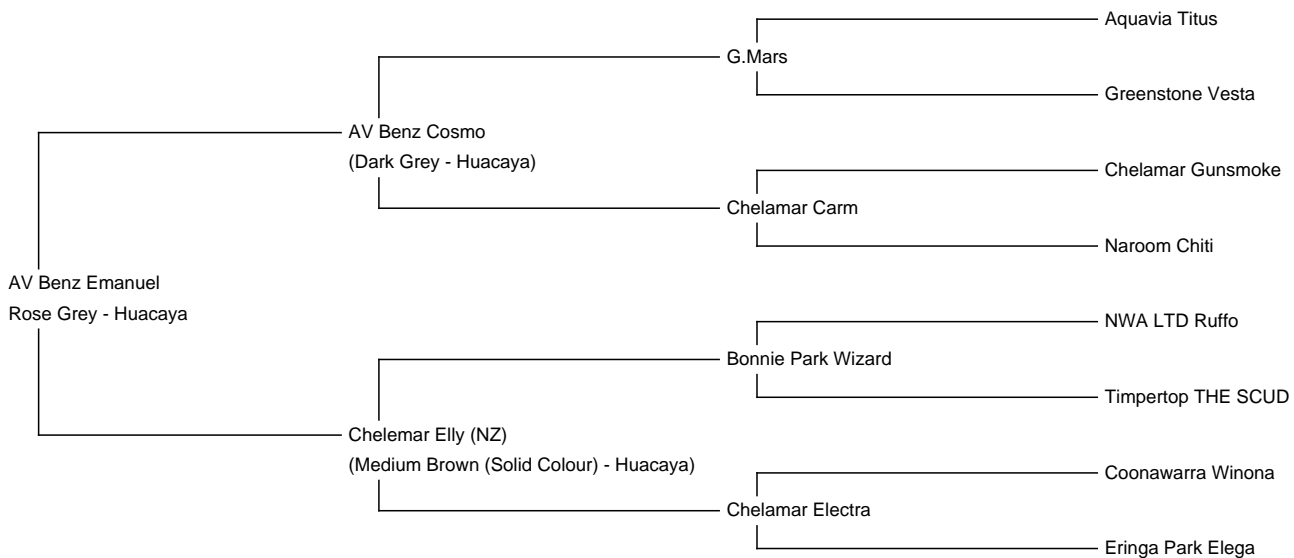 Aquavia Titus
G.Mars
Greenstone Vesta
AV Benz Cosmo
(Dark Grey - Huacaya)
Chelamar Gunsmoke
Chelamar Carm
Naroom Chiti
AV Benz Emanuel
Rose Grey - Huacaya
NWA LTD Ruffo
Bonnie Park Wizard
Timpertop THE SCUD
Chelemar Elly (NZ)
(Medium Brown (Solid Colour) - Huacaya)
Coonawarra Winona
Chelamar Electra
Eringa Park Elega